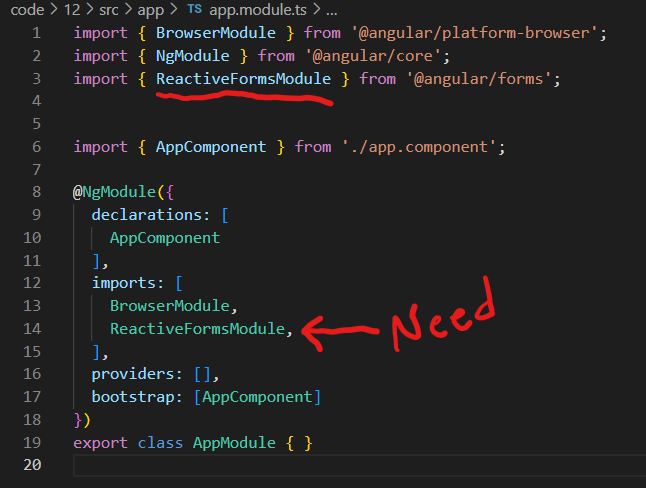 code > 12 > src > app > TS app.module.ts > ...
1 import { BrowserModule } from '@angular/platform-browser';
2 import { NgModule } from '@angular/core';
3 import { ReactiveFormsModule } from '@angular/forms';
4
5
6 import { AppComponent } from './app.component';
7
8 @NgModule({
9   declarations: [
10     AppComponent
11   ],
12   imports: [
13     BrowserModule,
14     ReactiveFormsModule, Need
15   ],
16   providers: [],
17   bootstrap: [AppComponent]
18 })
19 export class AppModule { }
20